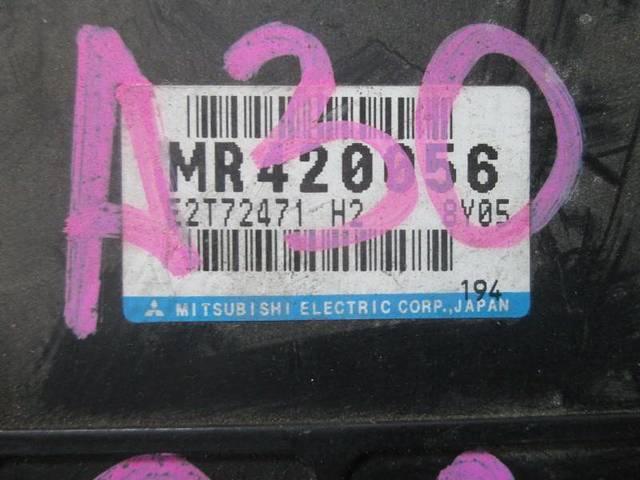 A30
MR420056
E2T72471 H2 8Y05
194
MITSUBISHI ELECTRIC CORP.,JAPAN